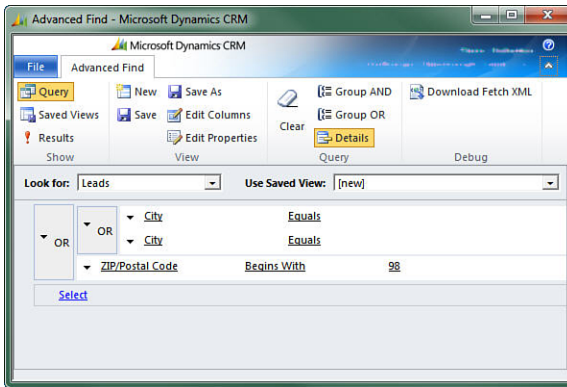 Advanced Find - Microsoft Dynamics CRM
Microsoft Dynamics CRM
File Advanced Find
Query New Save As Group AND Download Fetch XML
Saved Views Save Edit Columns Clear Group OR
Results Edit Properties Details
Show View Query Debug
Look for: Leads Use Saved View: [new]
OR OR City Equals
City Equals
ZIP/Postal Code Begins With 98
Select